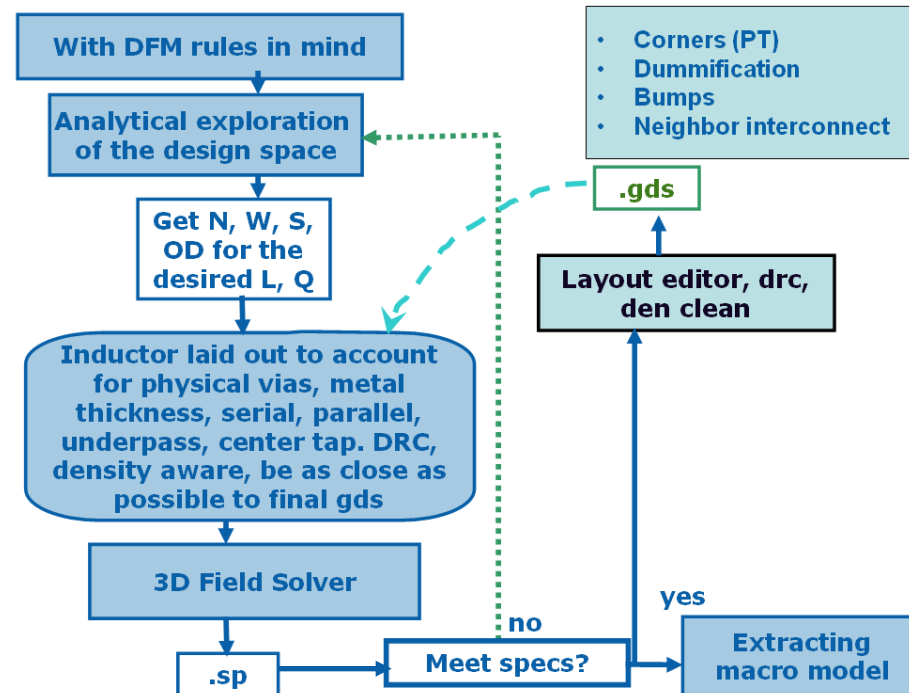 With DFM rules in mind
Analytical exploration
of the design space
Get N, W, S,
OD for the
desired L, Q
Inductor laid out to account
for physical vias, metal
thickness, serial, parallel,
underpass, center tap. DRC,
density aware, be as close as
possible to final gds
3D Field Solver
.sp
Meet specs?
no
yes
Extracting
macro model
Layout editor, drc,
den clean
.gds
• Corners (PT)
• Dummification
• Bumps
• Neighbor interconnect